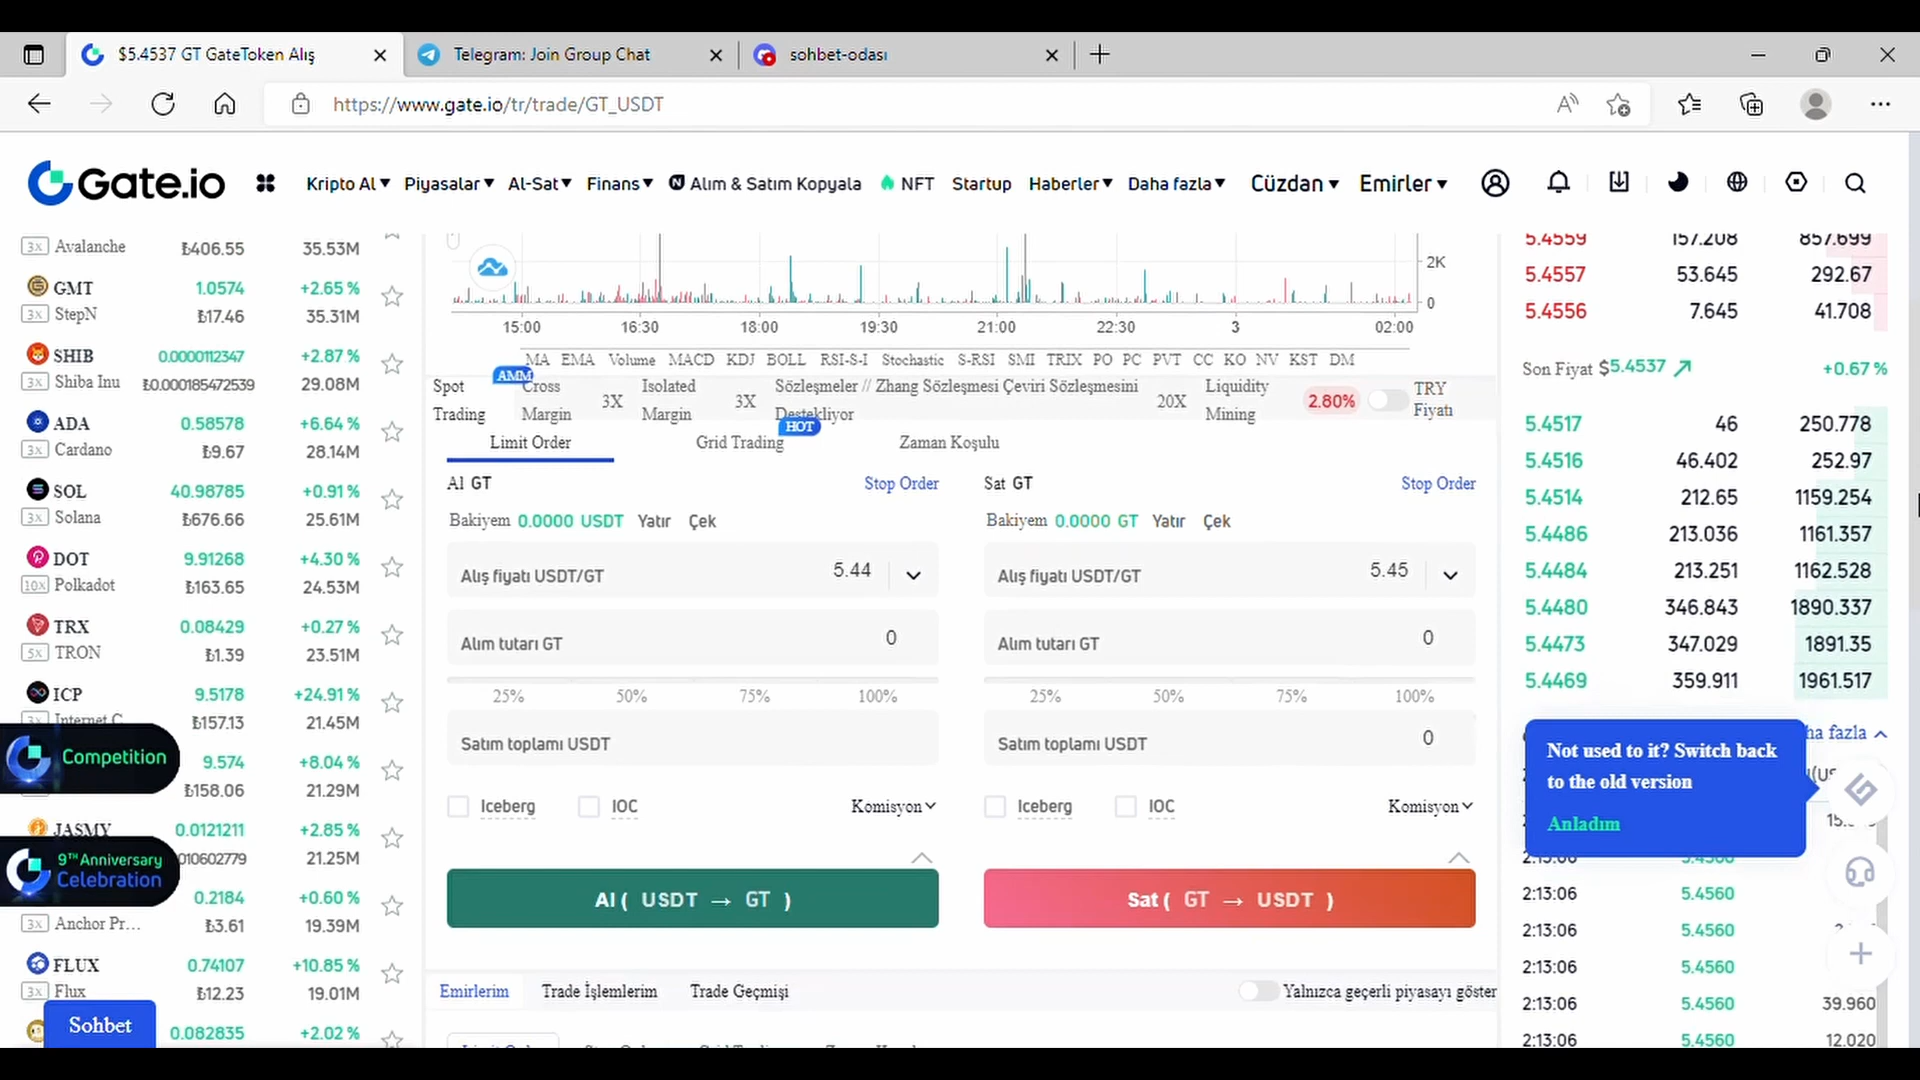 $5.4537 GT GateToken Alış
Telegram: Join Group Chat
sohbet-odası
https://www.gate.io/tr/trade/GT_USDT
Gate.io
Kripto Al
Piyasalar
Al-Sat
Finans
Alım & Satım Kopyala
NFT
Startup
Haberler
Daha fazla
Cüzdan
Emirler
3X Avalanche ₺406.55 35.53M
GMT 1.0574 +2.65 %
3X StepN ₺17.46 35.31M
SHIB 0.0000112347 +2.87 %
3X Shiba Inu ₺0.000185472539 29.08M
ADA 0.58578 +6.64 %
3X Cardano ₺9.67 28.14M
SOL 40.98785 +0.91 %
3X Solana ₺676.66 25.61M
DOT 9.91268 +4.30 %
10X Polkadot ₺163.65 24.53M
TRX 0.08429 +0.27 %
5X TRON ₺1.39 23.51M
ICP 9.5178 +24.91 %
3X Internet C ₺157.13 21.45M
Competition
9.574 +8.04 %
₺158.06 21.29M
JASMY 0.0121211 +2.85 %
010602779 21.25M
9TH Anniversary
Celebration
0.2184 +0.60 %
3X Anchor Pr... ₺3.61 19.39M
FLUX 0.74107 +10.85 %
3X Flux ₺12.23 19.01M
0.082835 +2.02 %
Sohbet
2K
0
15:00 16:30 18:00 19:30 21:00 22:30 3 02:00
MA EMA Volume MACD KDJ BOLL RSI-S-I Stochastic S-RSI SMI TRIX PO PC PVT CC KO NV KST DM
Spot Trading
AMM
Cross Margin 3X
Isolated Margin 3X
Sözleşmeler // Zhang Sözleşmesi Çeviri Sözleşmesini Destekliyor 20X
Liquidity Mining 2.80%
TRY Fiyatı
Limit Order
Grid Trading
HOT
Zaman Koşulu
Al GT
Stop Order
Bakiyem 0.0000 USDT Yatır Çek
Alış fiyatı USDT/GT 5.44
Alım tutarı GT 0
25% 50% 75% 100%
Satım toplamı USDT
Iceberg IOC Komisyon
Al ( USDT → GT )
Sat GT
Stop Order
Bakiyem 0.0000 GT Yatır Çek
Alış fiyatı USDT/GT 5.45
Alım tutarı GT 0
25% 50% 75% 100%
Satım toplamı USDT 0
Iceberg IOC Komisyon
Sat ( GT → USDT )
Emirlerim
Trade İşlemlerim
Trade Geçmişi
Yalnızca geçerli piyasayı göster
5.4559 157.208 857.699
5.4557 53.645 292.67
5.4556 7.645 41.708
Son Fiyat $5.4537 +0.67 %
5.4517 46 250.778
5.4516 46.402 252.97
5.4514 212.65 1159.254
5.4486 213.036 1161.357
5.4484 213.251 1162.528
5.4480 346.843 1890.337
5.4473 347.029 1891.35
5.4469 359.911 1961.517
ha fazla
Not used to it? Switch back
to the old version
Anladım
2:13:06 5.4560
2:13:06 5.4560
2:13:06 5.4560
2:13:06 5.4560 39.960
2:13:06 5.4560 12.020